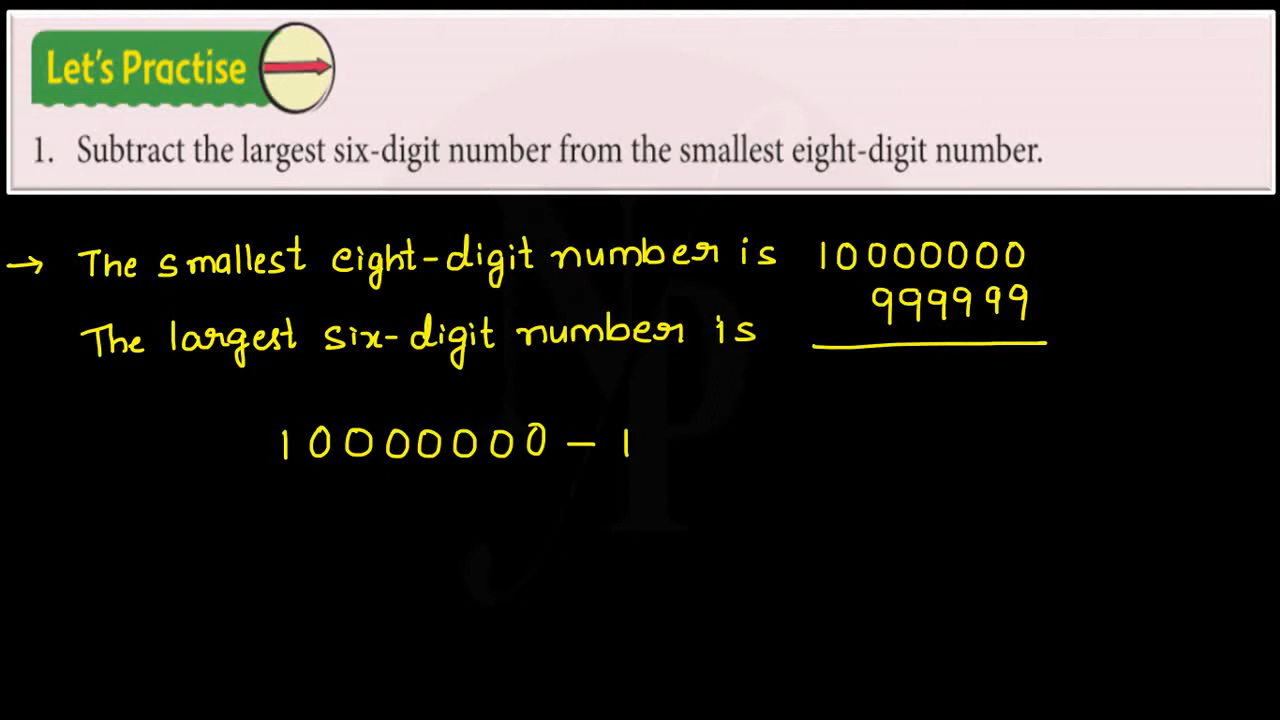 Let's Practise
1. Subtract the largest six-digit number from the smallest eight-digit number.
→ The smallest eight-digit number is 10000000
999999
The largest six-digit number is
10000000 - 1